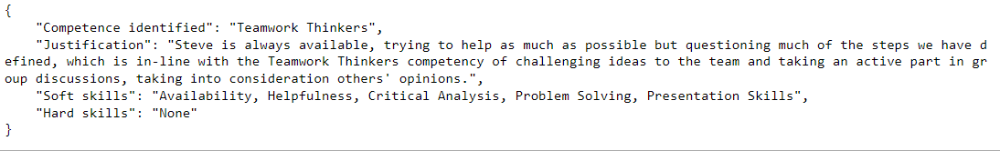 {
    "Competence identified": "Teamwork Thinkers",
    "Justification": "Steve is always available, trying to help as much as possible but questioning much of the steps we have d
efined, which is in-line with the Teamwork Thinkers competency of challenging ideas to the team and taking an active part in gr
oup discussions, taking into consideration others' opinions.",
    "Soft skills": "Availability, Helpfulness, Critical Analysis, Problem Solving, Presentation Skills",
    "Hard skills": "None"
}